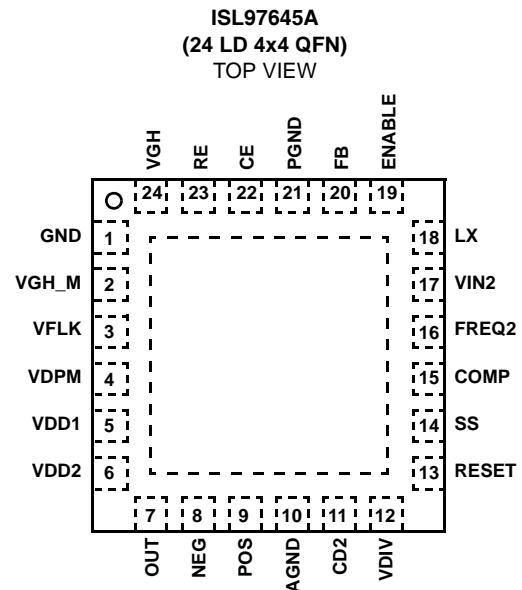 ISL97645A
(24 LD 4x4 QFN)
TOP VIEW
VGH
RE
CE
PGND
FB
ENABLE
24 23 22 21 20 19
GND 1
VGH_M 2
VFLK 3
VDPM 4
VDD1 5
VDD2 6
18 LX
17 VIN2
16 FREQ2
15 COMP
14 SS
13 RESET
7 8 9 10 11 12
OUT
NEG
POS
AGND
CD2
VDIV